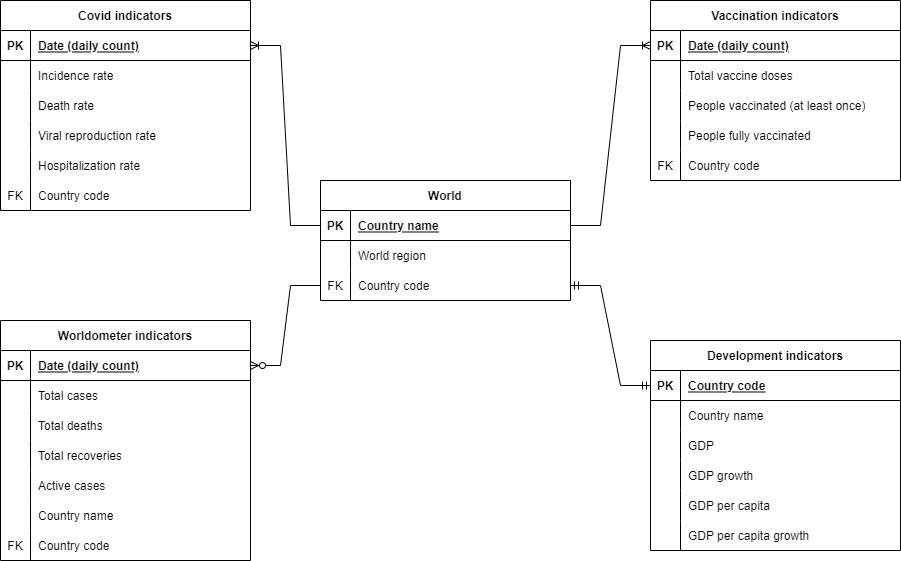 Covid indicators
PK Date (daily count)
Incidence rate
Death rate
Viral reproduction rate
Hospitalization rate
FK Country code
Vaccination indicators
PK Date (daily count)
Total vaccine doses
People vaccinated (at least once)
People fully vaccinated
FK Country code
World
PK Country name
World region
FK Country code
Worldometer indicators
PK Date (daily count)
Total cases
Total deaths
Total recoveries
Active cases
Country name
FK Country code
Development indicators
PK Country code
Country name
GDP
GDP growth
GDP per capita
GDP per capita growth